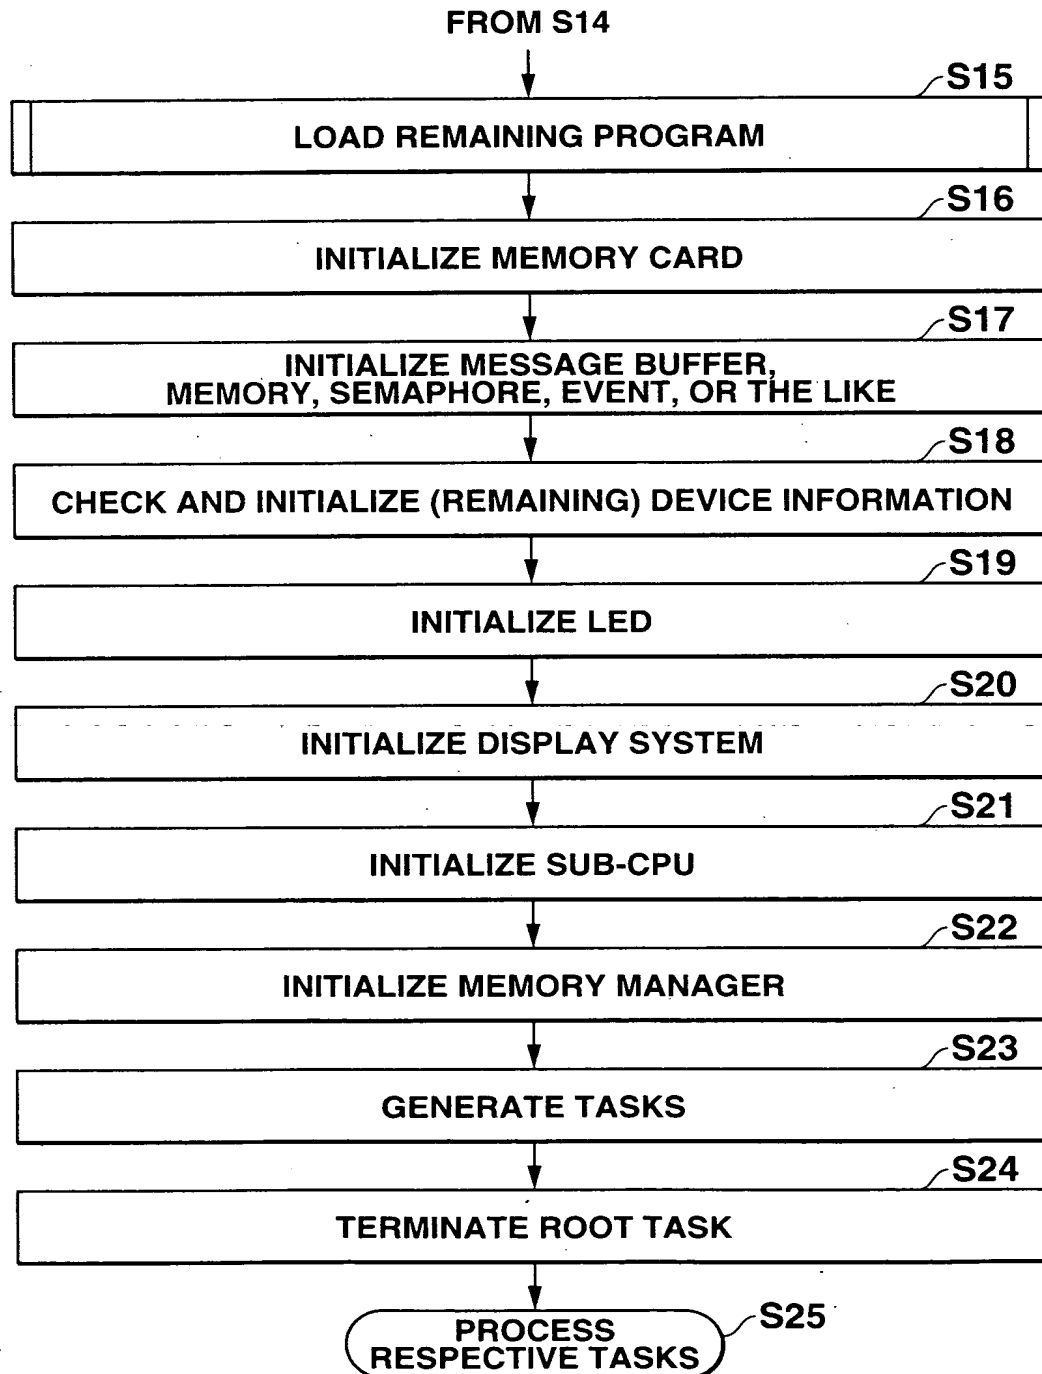 FROM S14
S15
LOAD REMAINING PROGRAM
S16
INITIALIZE MEMORY CARD
S17
INITIALIZE MESSAGE BUFFER,
MEMORY, SEMAPHORE, EVENT, OR THE LIKE
S18
CHECK AND INITIALIZE (REMAINING) DEVICE INFORMATION
S19
INITIALIZE LED
S20
INITIALIZE DISPLAY SYSTEM
S21
INITIALIZE SUB-CPU
S22
INITIALIZE MEMORY MANAGER
S23
GENERATE TASKS
S24
TERMINATE ROOT TASK
S25
PROCESS
RESPECTIVE TASKS